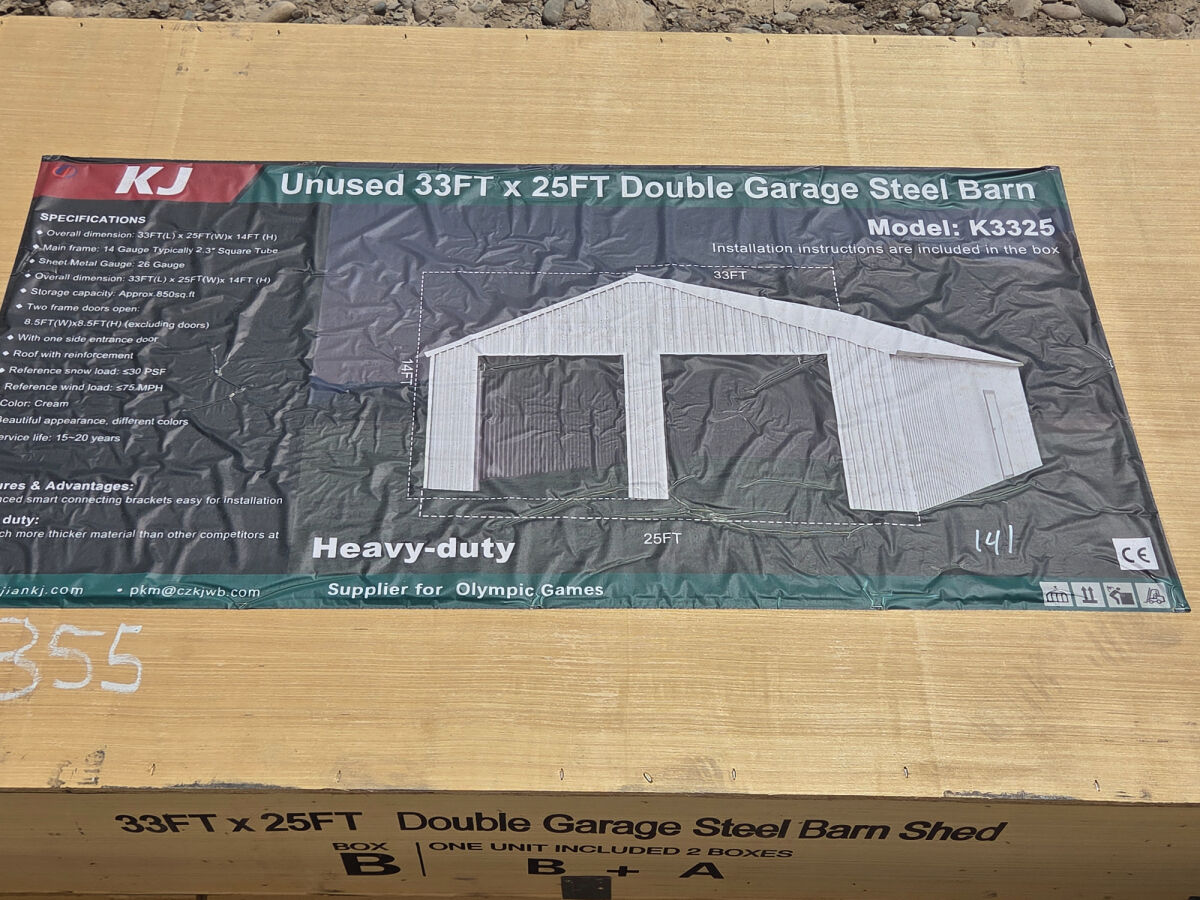 KJ
Unused 33FT x 25FT Double Garage Steel Barn
Model: K3325
Installation instructions are included in the box
SPECIFICATIONS
◆ Overall dimension: 33FT(L) x 25FT(W)x 14FT (H)
◆ Main frame: 14 Gauge Typically 2.3" Square Tube
◆ Sheet Metal Gauge: 26 Gauge
◆ Overall dimension: 33FT(L) x 25FT(W)x 14FT (H)
◆ Storage capacity: Approx.850sq.ft
◆ Two frame doors open:
8.5FT(W)x8.5FT(H) (excluding doors)
◆ With one side entrance door
◆ Roof with reinforcement
◆ Reference snow load: ≤30 PSF
Reference wind load: ≤75 MPH
Color: Cream
Beautiful appearance, different colors
ervice life: 15~20 years
ures & Advantages:
nced smart connecting brackets easy for installation
duty:
ch more thicker material than other competitors at
33FT
14FT
25FT
141
Heavy-duty
CE
jiankj.com • pkm@czkjwb.com
Supplier for Olympic Games
355
33FT x 25FT Double Garage Steel Barn Shed
BOX
B
ONE UNIT INCLUDED 2 BOXES
B + A